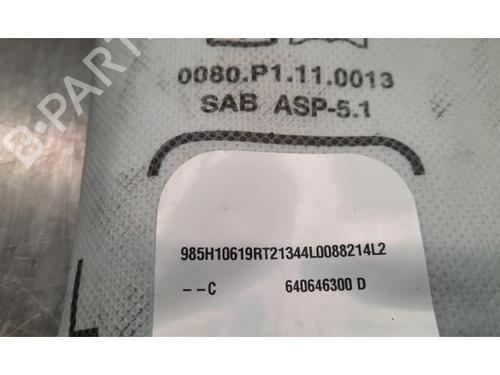 0080.P1.11.0013
SAB ASP-5.1
985H10619RT21344L0088214L2
--C 640646300 D
B-PARTS